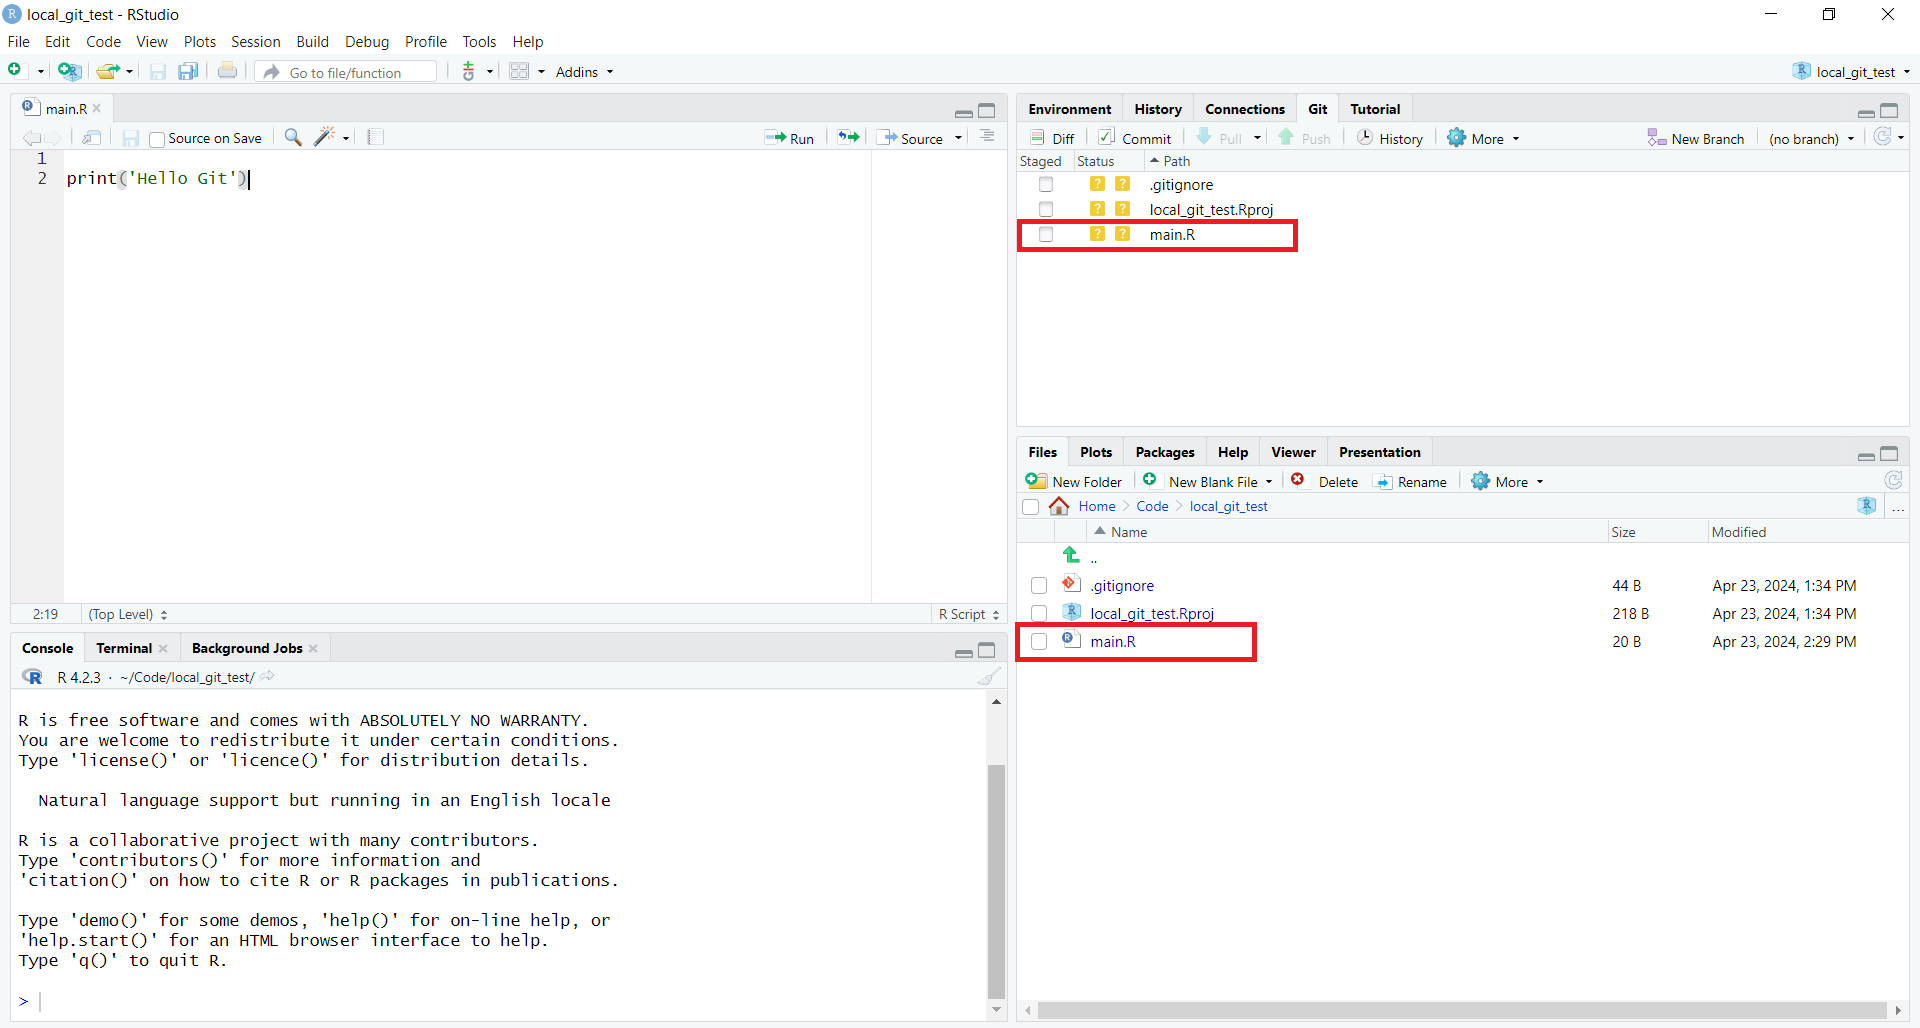 local_git_test - RStudio
File Edit Code View Plots Session Build Debug Profile Tools Help
Go to file/function Addins local_git_test
main.R
Source on Save Run Source
1
2 print('Hello Git')
2:19 (Top Level) R Script
Console Terminal Background Jobs
R 4.2.3 · ~/Code/local_git_test/
R is free software and comes with ABSOLUTELY NO WARRANTY.
You are welcome to redistribute it under certain conditions.
Type 'license()' or 'licence()' for distribution details.
Natural language support but running in an English locale
R is a collaborative project with many contributors.
Type 'contributors()' for more information and
'citation()' on how to cite R or R packages in publications.
Type 'demo()' for some demos, 'help()' for on-line help, or
'help.start()' for an HTML browser interface to help.
Type 'q()' to quit R.
>
Environment History Connections Git Tutorial
Diff Commit Pull Push History More New Branch (no branch)
Staged Status Path
? ? .gitignore
? ? local_git_test.Rproj
? ? main.R
Files Plots Packages Help Viewer Presentation
New Folder New Blank File Delete Rename More
Home Code local_git_test ...
Name Size Modified
..
.gitignore 44 B Apr 23, 2024, 1:34 PM
local_git_test.Rproj 218 B Apr 23, 2024, 1:34 PM
main.R 20 B Apr 23, 2024, 2:29 PM